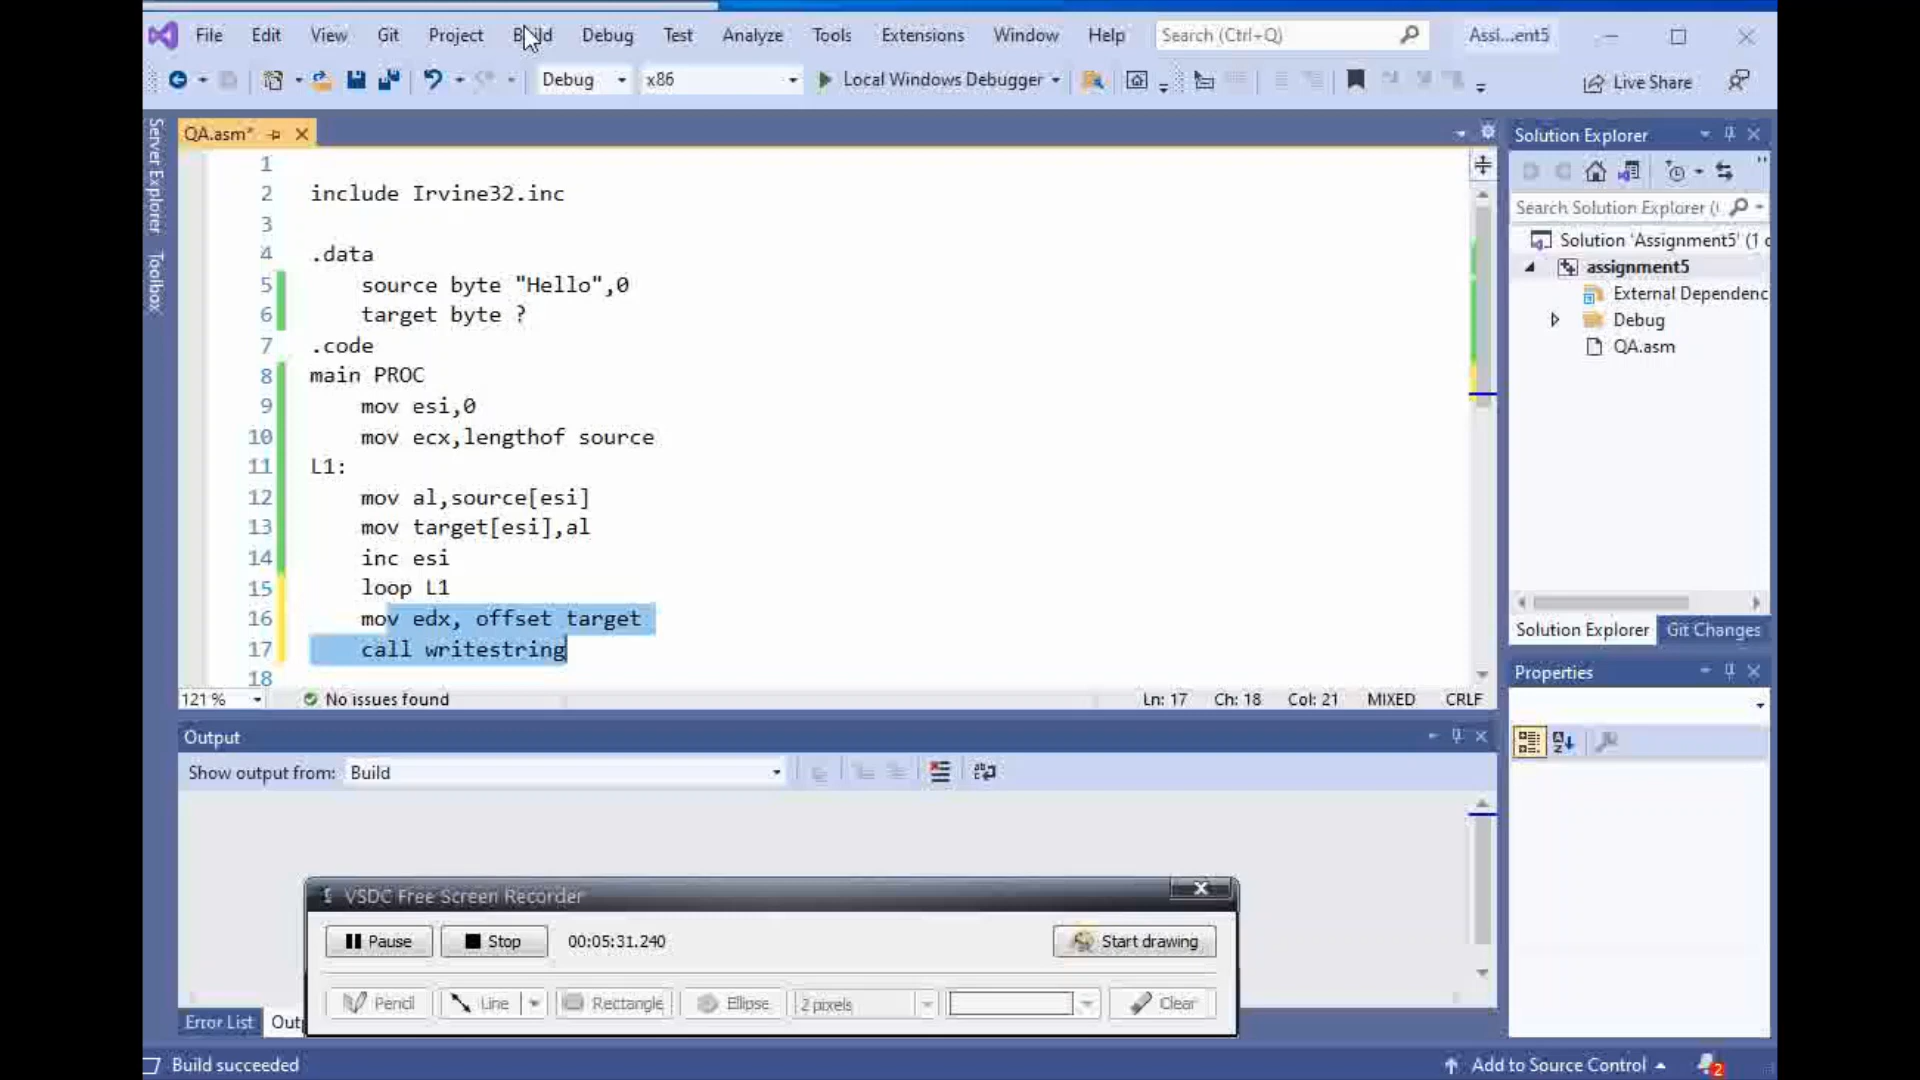 File Edit View Git Project Build Debug Test Analyze Tools Extensions Window Help Search (Ctrl+Q) Assi...ent5
Debug x86 Local Windows Debugger Live Share
Server Explorer
Toolbox
QA.asm*
1
2 include Irvine32.inc
3
4 .data
5 source byte "Hello",0
6 target byte ?
7 .code
8 main PROC
9 mov esi,0
10 mov ecx,lengthof source
11 L1:
12 mov al,source[esi]
13 mov target[esi],al
14 inc esi
15 loop L1
16 mov edx, offset target
17 call writestring
18
121 % No issues found Ln: 17 Ch: 18 Col: 21 MIXED CRLF
Solution Explorer
Search Solution Explorer (
Solution 'Assignment5' (1 o
assignment5
External Dependenc
Debug
QA.asm
Solution Explorer Git Changes
Properties
Output
Show output from: Build
VSDC Free Screen Recorder
Pause Stop 00:05:31.240 Start drawing
Pencil Line Rectangle Ellipse 2 pixels Clear
Error List Outp
Build succeeded Add to Source Control 2